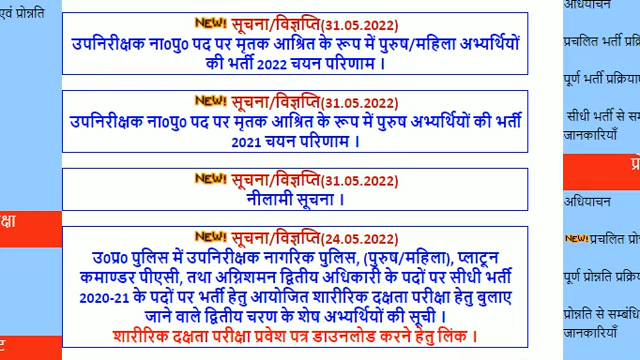 एवं प्रोन्नति
क्षा
NEW! सूचना/विज्ञप्ति(31.05.2022)
उपनिरीक्षक ना0पु0 पद पर मृतक आश्रित के रूप में पुरुष/महिला अभ्यर्थियों
की भर्ती 2022 चयन परिणाम ।
NEW! सूचना/विज्ञप्ति(31.05.2022)
उपनिरीक्षक ना0पु0 पद पर मृतक आश्रित के रूप में पुरुष अभ्यर्थियों की भर्ती
2021 चयन परिणाम ।
NEW! सूचना/विज्ञप्ति(31.05.2022)
नीलामी सूचना ।
NEW! सूचना/विज्ञप्ति(24.05.2022)
उ0प्र0 पुलिस में उपनिरीक्षक नागरिक पुलिस, (पुरुष/महिला), प्लाटून
कमाण्डर पीएसी, तथा अग्निशमन द्वितीय अधिकारी के पदों पर सीधी भर्ती
2020-21 के पदों पर भर्ती हेतु आयोजित शारीरिक दक्षता परीक्षा हेतु बुलाए
जाने वाले द्वितीय चरण के शेष अभ्यर्थियों की सूची ।
शारीरिक दक्षता परीक्षा प्रवेश पत्र डाउनलोड करने हेतु लिंक ।
अधियाचन
प्रचलित भर्ती प्रक्रि
पूर्ण भर्ती प्रक्रियाए
सीधी भर्ती से सम
जानकारियाँ
प्रो
अधियाचन
NEW! प्रचलित प्रोन
पूर्ण प्रोन्नति प्रक्रिय
प्रोन्नति से सम्बंधि
जानकारियाँ